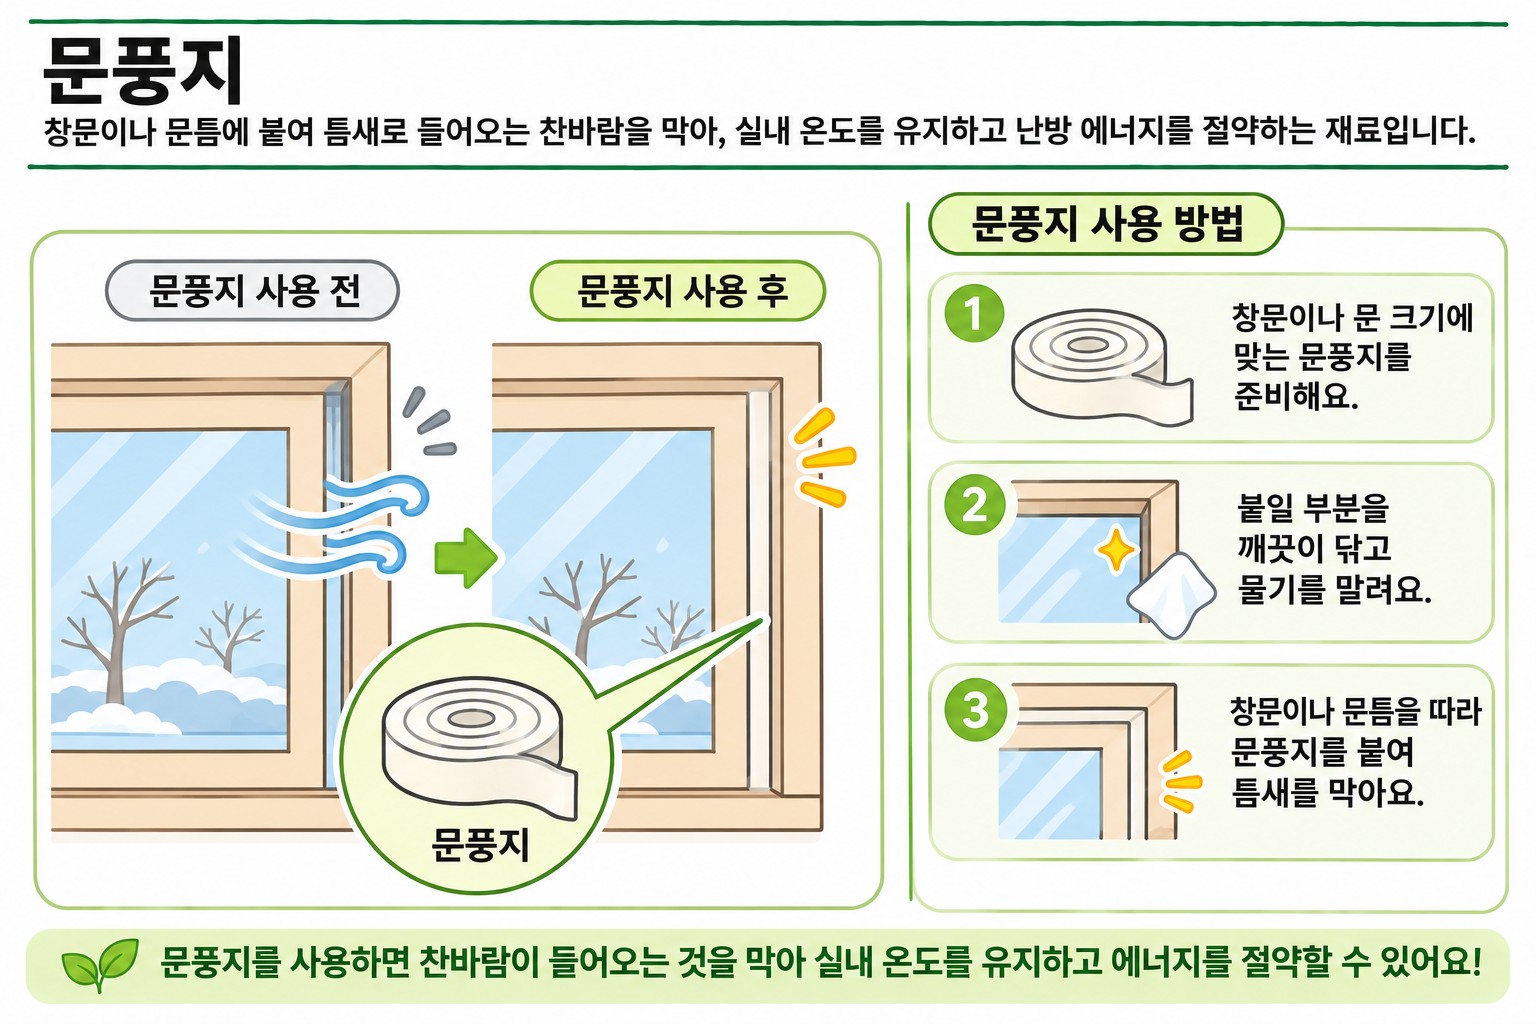 문풍지
창문이나 문틈에 붙여 틈새로 들어오는 찬바람을 막아, 실내 온도를 유지하고 난방 에너지를 절약하는 재료입니다.
문풍지 사용 전
문풍지 사용 후
문풍지
문풍지 사용 방법
1
창문이나 문 크기에
맞는 문풍지를
준비해요.
2
붙일 부분을
깨끗이 닦고
물기를 말려요.
3
창문이나 문틈을 따라
문풍지를 붙여
틈새를 막아요.
문풍지를 사용하면 찬바람이 들어오는 것을 막아 실내 온도를 유지하고 에너지를 절약할 수 있어요!